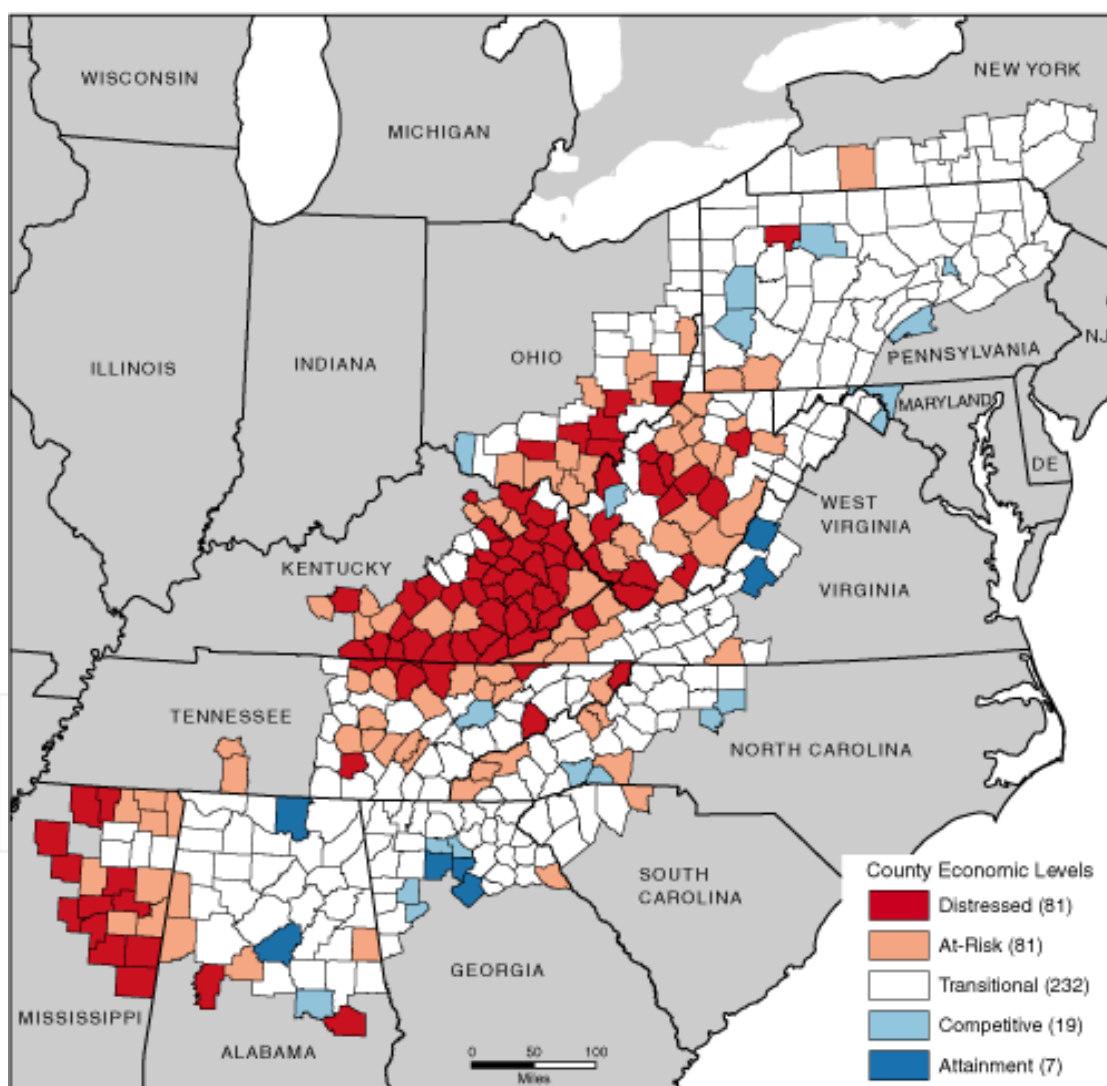 WISCONSIN
NEW YORK
MICHIGAN
ILLINOIS
INDIANA
OHIO
PENNSYLVANIA
NJ
MARYLAND
DE
WEST
VIRGINIA
KENTUCKY
VIRGINIA
TENNESSEE
NORTH CAROLINA
SOUTH
CAROLINA
GEORGIA
MISSISSIPPI
ALABAMA
0 50 100
Miles
County Economic Levels
Distressed (81)
At-Risk (81)
Transitional (232)
Competitive (19)
Attainment (7)